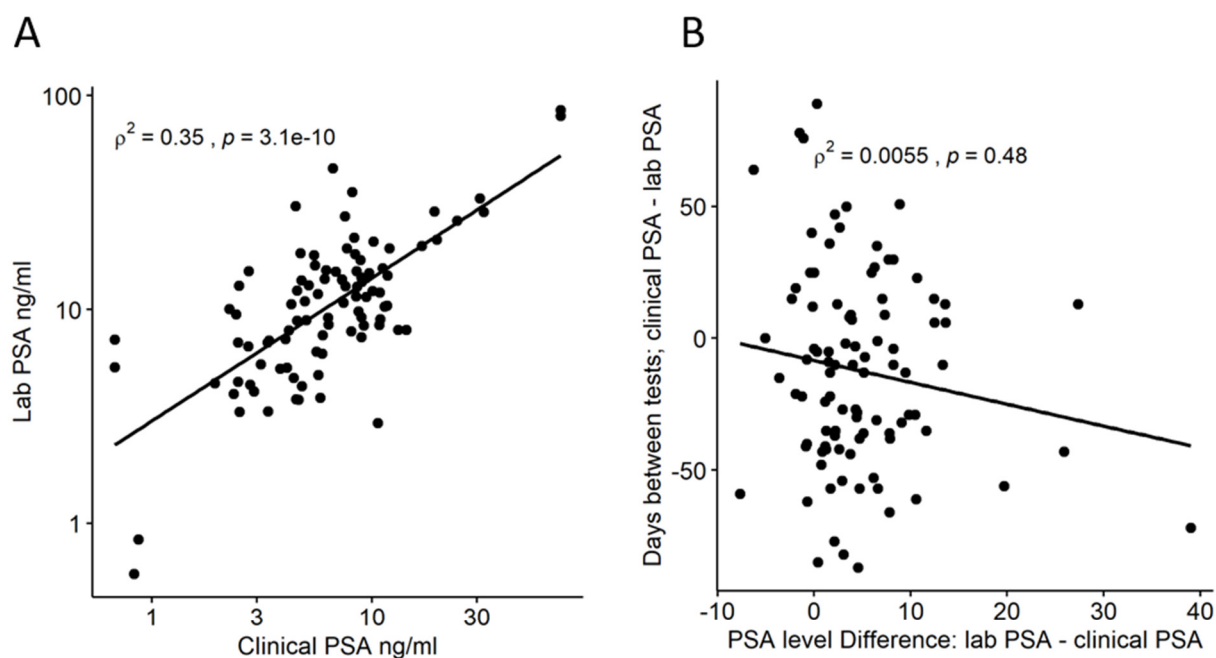 A
100
ρ² = 0.35 , p = 3.1e-10
10
1
Lab PSA ng/ml
1 3 10 30
Clinical PSA ng/ml
B
ρ² = 0.0055 , p = 0.48
50
0
-50
Days between tests; clinical PSA - lab PSA
-10 0 10 20 30 40
PSA level Difference: lab PSA - clinical PSA